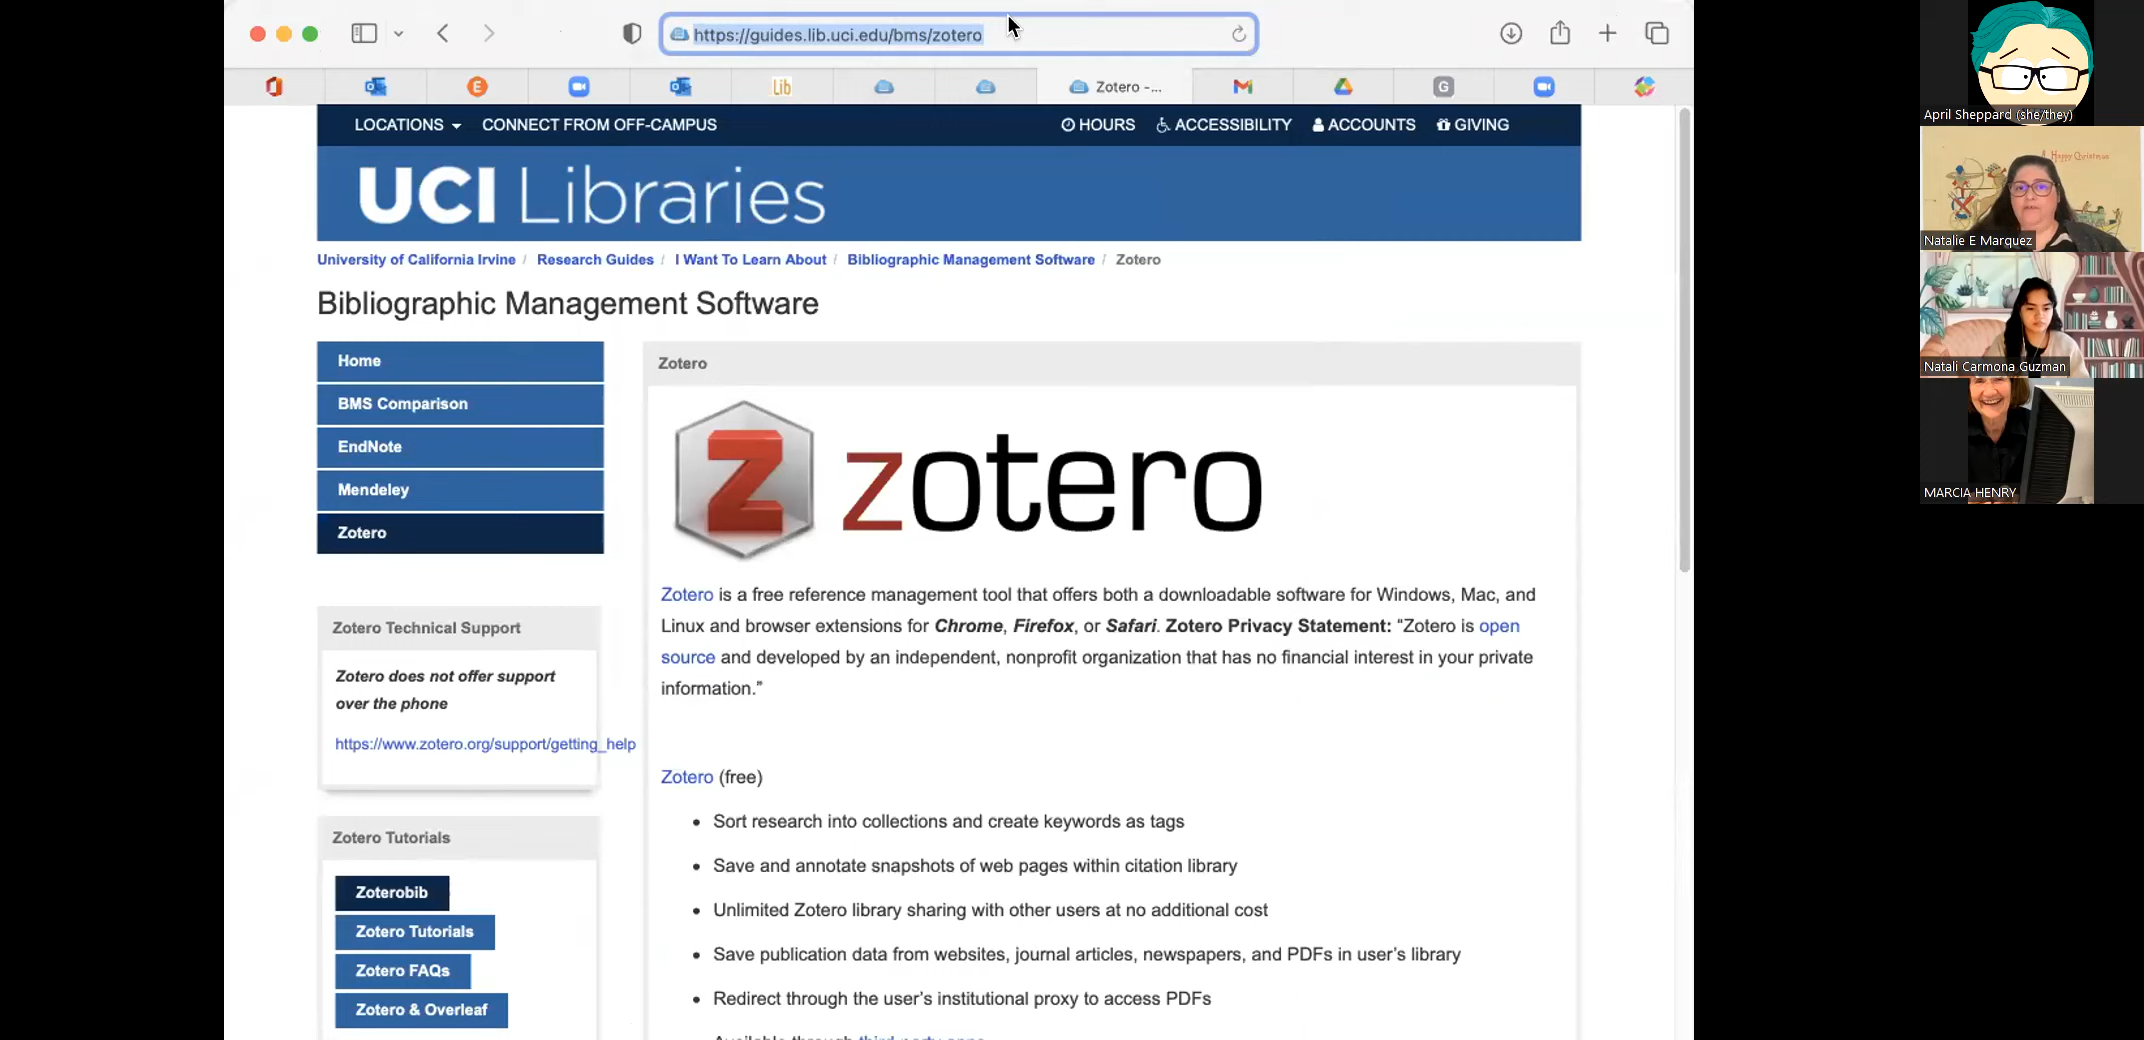 https://guides.lib.uci.edu/bms/zotero
Lib
Zotero -...
LOCATIONS
CONNECT FROM OFF-CAMPUS
HOURS
ACCESSIBILITY
ACCOUNTS
GIVING
UCI Libraries
University of California Irvine / Research Guides / I Want To Learn About / Bibliographic Management Software / Zotero
Bibliographic Management Software
Home
BMS Comparison
EndNote
Mendeley
Zotero
Zotero Technical Support
Zotero does not offer support
over the phone
https://www.zotero.org/support/getting_help
Zotero Tutorials
Zoterobib
Zotero Tutorials
Zotero FAQs
Zotero & Overleaf
Zotero
Z zotero
Zotero is a free reference management tool that offers both a downloadable software for Windows, Mac, and
Linux and browser extensions for Chrome, Firefox, or Safari. Zotero Privacy Statement: “Zotero is open
source and developed by an independent, nonprofit organization that has no financial interest in your private
information.”
Zotero (free)
• Sort research into collections and create keywords as tags
• Save and annotate snapshots of web pages within citation library
• Unlimited Zotero library sharing with other users at no additional cost
• Save publication data from websites, journal articles, newspapers, and PDFs in user’s library
• Redirect through the user’s institutional proxy to access PDFs
Available through third party apps
April Sheppard (she/they)
A Happy Christmas
Natalie E Marquez
Natali Carmona Guzman
MARCIA HENRY